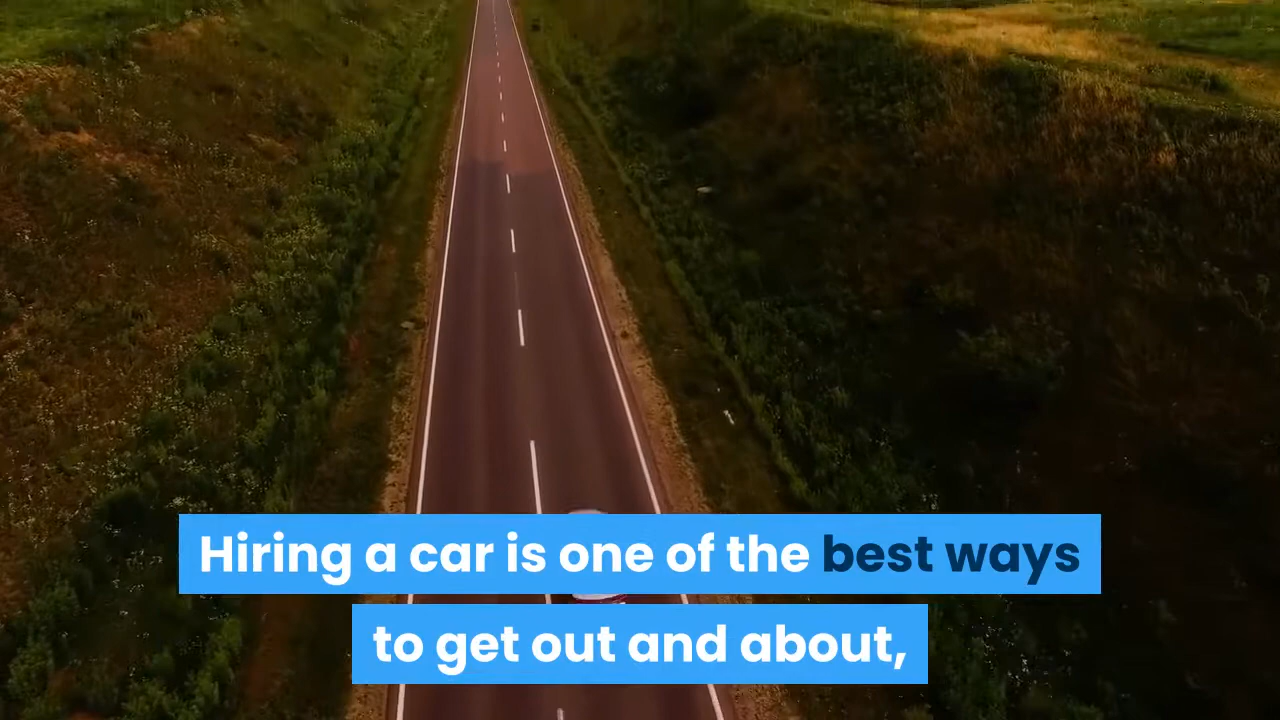 Hiring a car is one of the best ways
to get out and about,